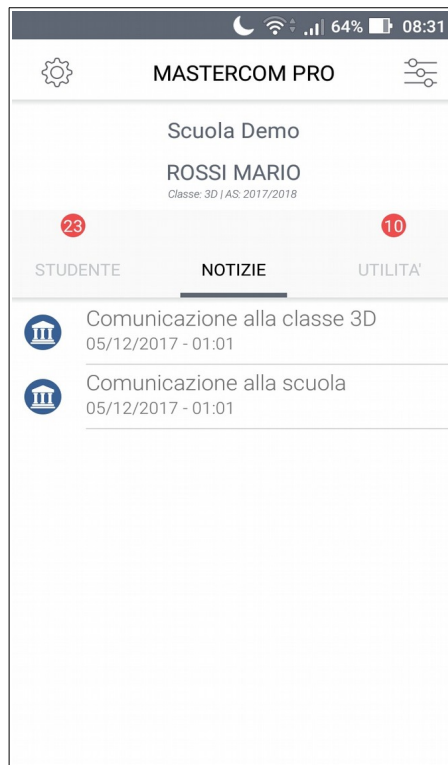 64% 08:31
MASTERCOM PRO
Scuola Demo
ROSSI MARIO
Classe: 3D | AS: 2017/2018
23 10
STUDENTE NOTIZIE UTILITA'
Comunicazione alla classe 3D
05/12/2017 - 01:01
Comunicazione alla scuola
05/12/2017 - 01:01